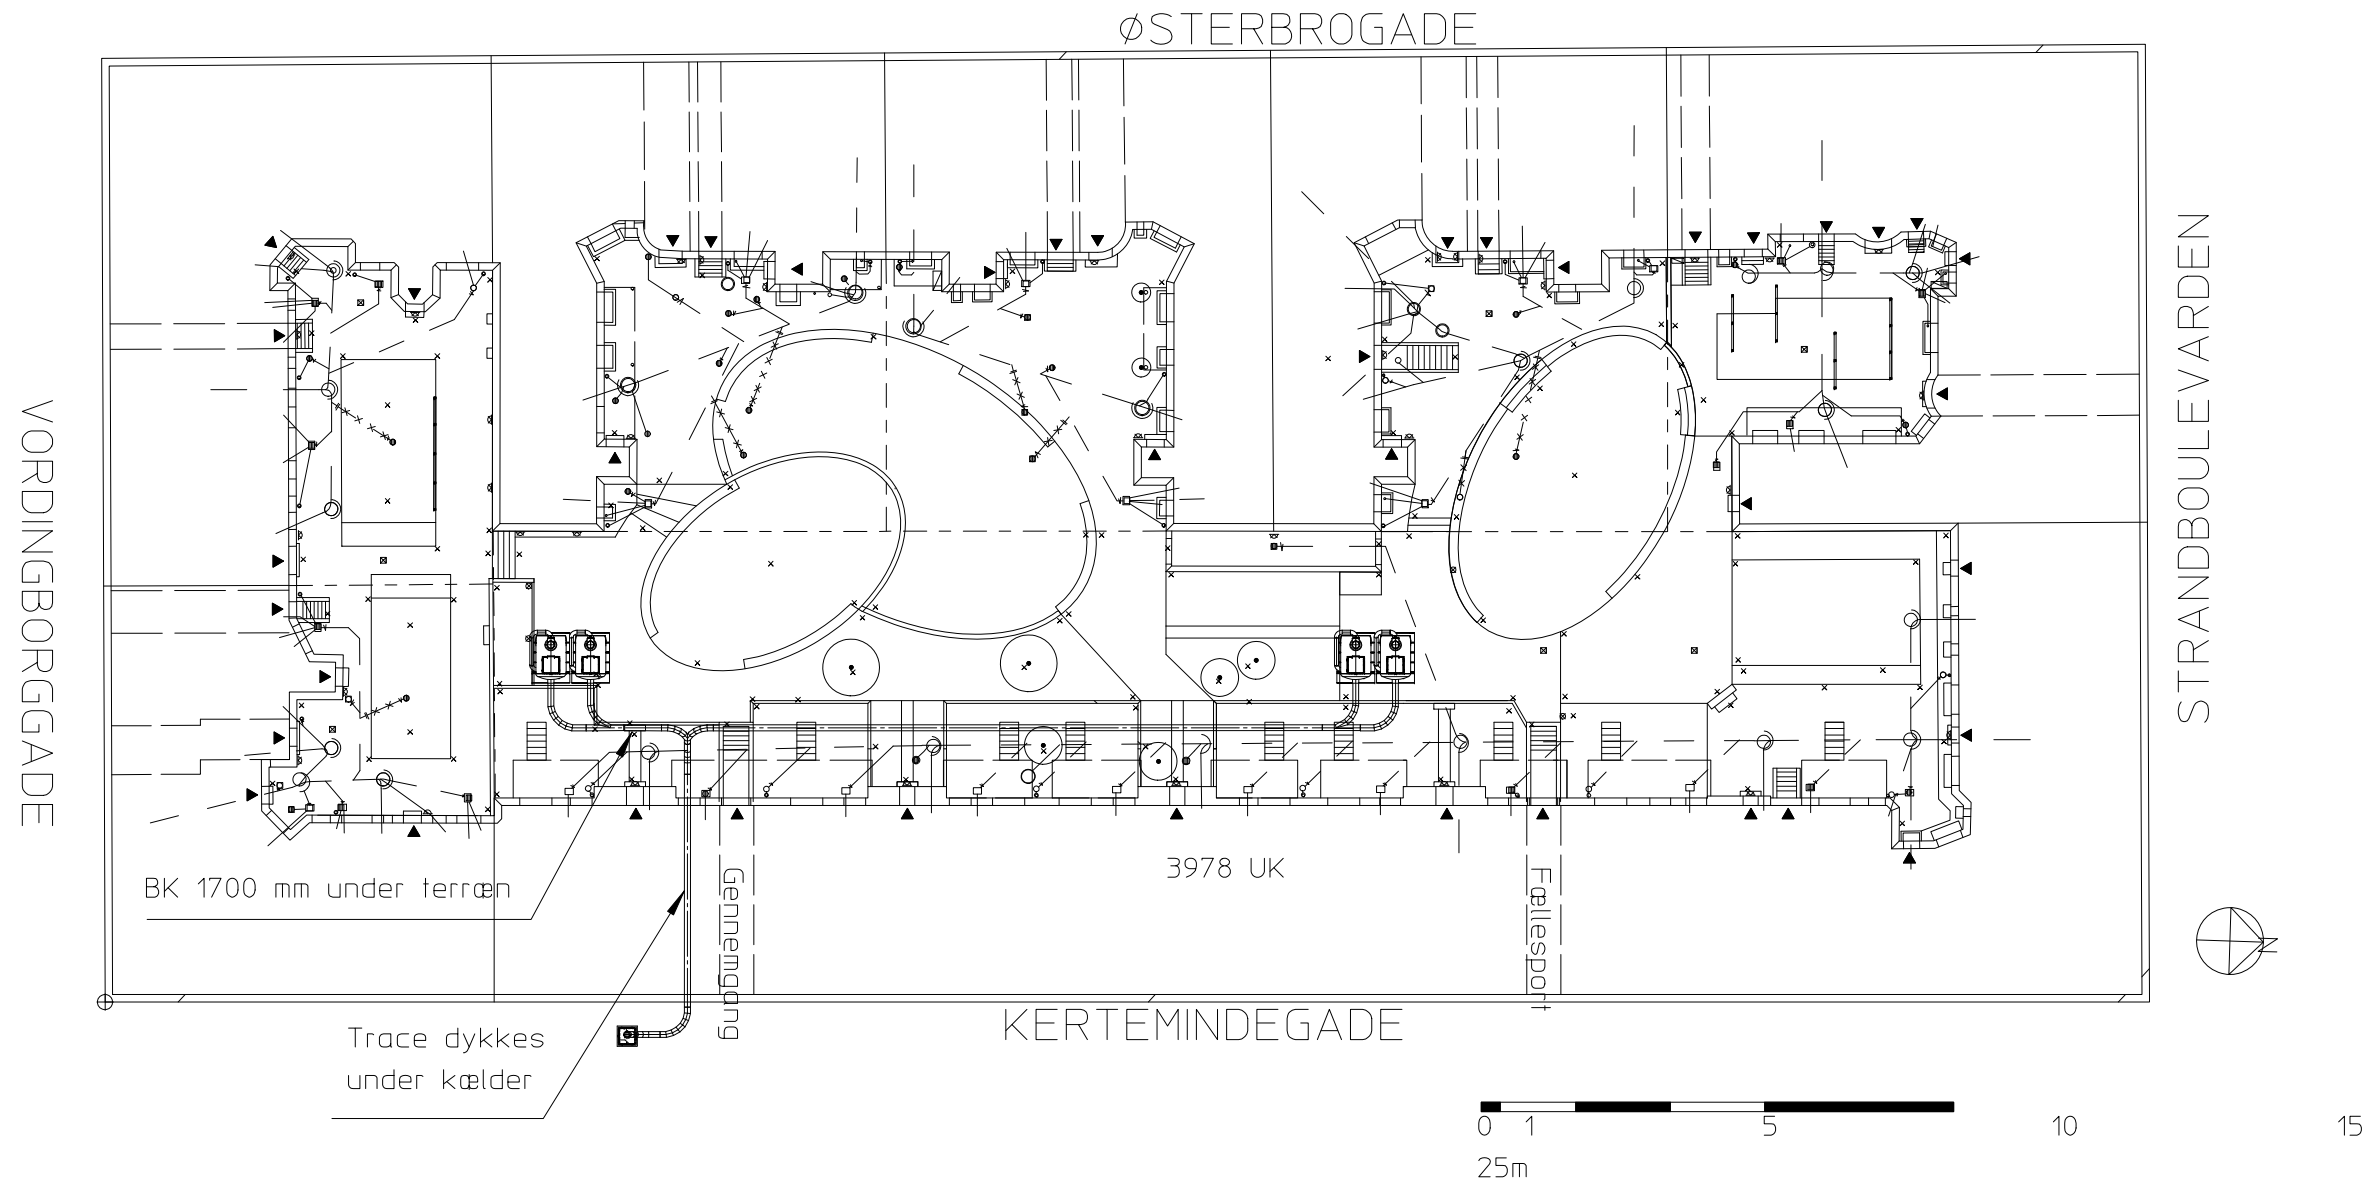 ØSTERBROGADE
VORDINGBORGGADE
STRANDBOULEVARDEN
3978 UK
BK 1700 mm under terræn
Gennemgang
Fællesport
N
KERTEMINDEGADE
Trace dykkes
under kælder
0 1 5 10 15
25m